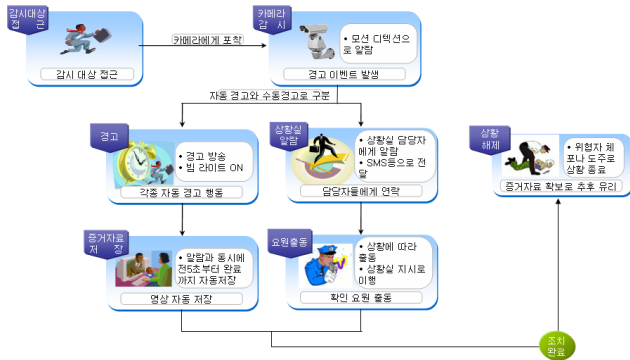 감시대상
접 근
감시 대상 접근
카메라에게 포착
카메라
감 시
• 모션 디텍션으
로 알람
경고 이벤트 발생
자동 경고와 수동경고로 구분
경고
• 경고 방송
• 빔 라이트 ON
각종 자동 경고 행동
상황실
알람
• 상황실 담당자
에게 알람
• SMS등으로 전
달
담당자들에게 연락
상황
해제
• 위협자 체
포나 도주로
상황 종료
증거자료 확보로 추후 유리
증거자료
저 장
• 알람과 동시에
전5초부터 완료
까지 자동저장
영상 자동 저장
요원출동
• 상황에 따라
출동
• 상황실 지시로
이행
확인 요원 출동
조치
완료